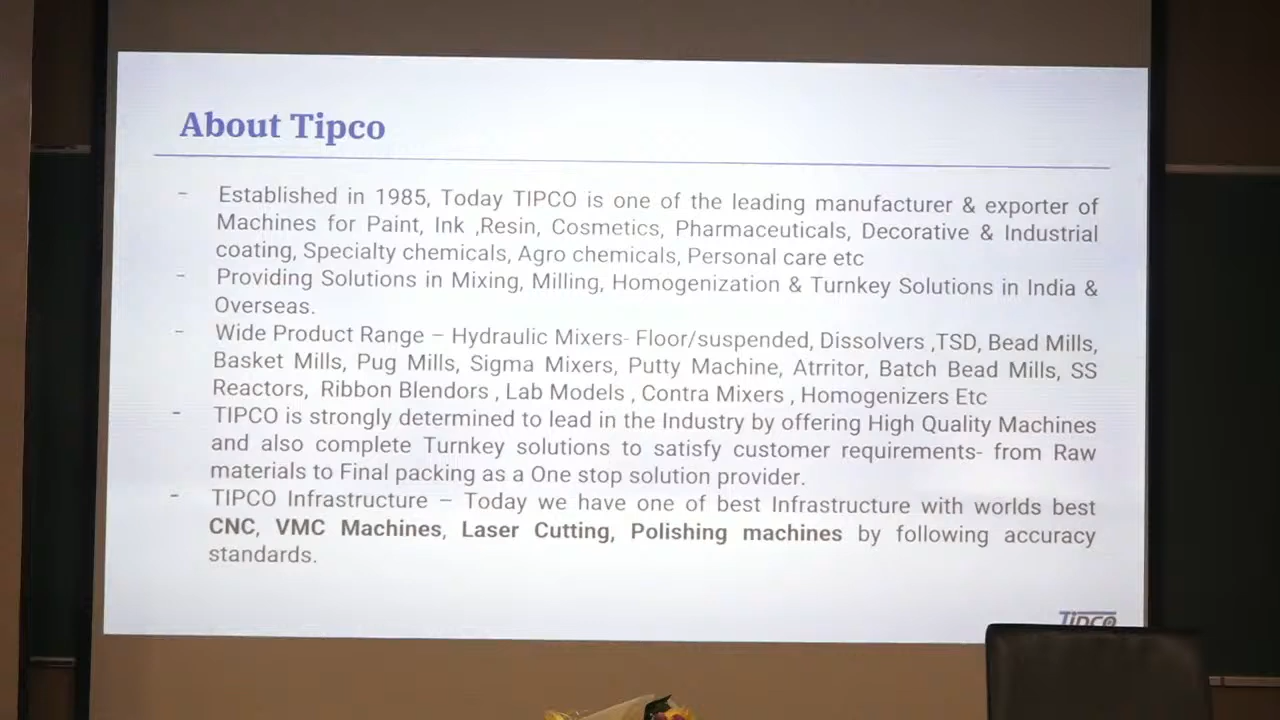 About Tipco
- Established in 1985, Today TIPCO is one of the leading manufacturer & exporter of
Machines for Paint, Ink ,Resin, Cosmetics, Pharmaceuticals, Decorative & Industrial
coating, Specialty chemicals, Agro chemicals, Personal care etc
- Providing Solutions in Mixing, Milling, Homogenization & Turnkey Solutions in India &
Overseas.
- Wide Product Range – Hydraulic Mixers- Floor/suspended, Dissolvers ,TSD, Bead Mills,
Basket Mills, Pug Mills, Sigma Mixers, Putty Machine, Atrritor, Batch Bead Mills, SS
Reactors, Ribbon Blendors , Lab Models , Contra Mixers , Homogenizers Etc
- TIPCO is strongly determined to lead in the Industry by offering High Quality Machines
and also complete Turnkey solutions to satisfy customer requirements- from Raw
materials to Final packing as a One stop solution provider.
- TIPCO Infrastructure – Today we have one of best Infrastructure with worlds best
CNC, VMC Machines, Laser Cutting, Polishing machines by following accuracy
standards.
Tipco